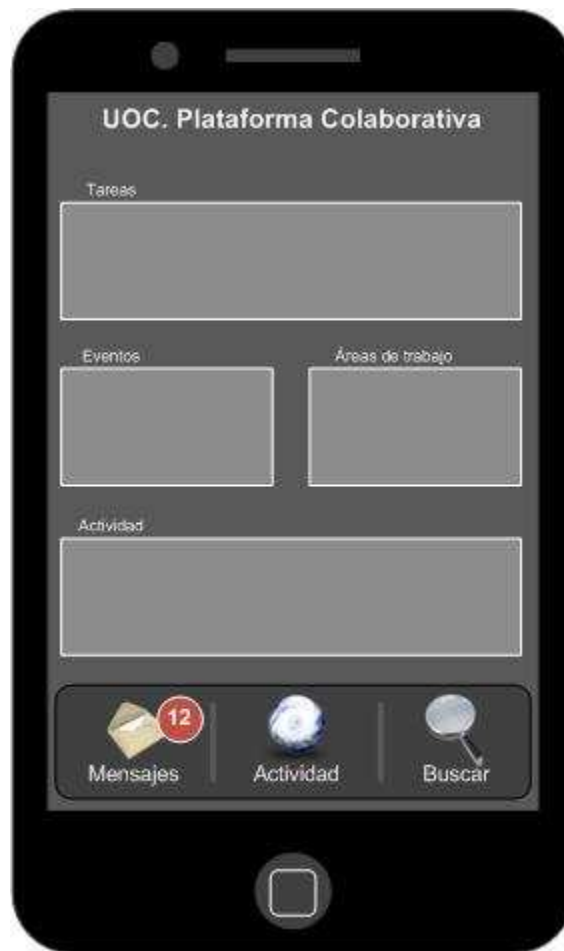 UOC. Plataforma Colaborativa
Tareas
Eventos
Áreas de trabajo
Actividad
12
Mensajes
Actividad
Buscar